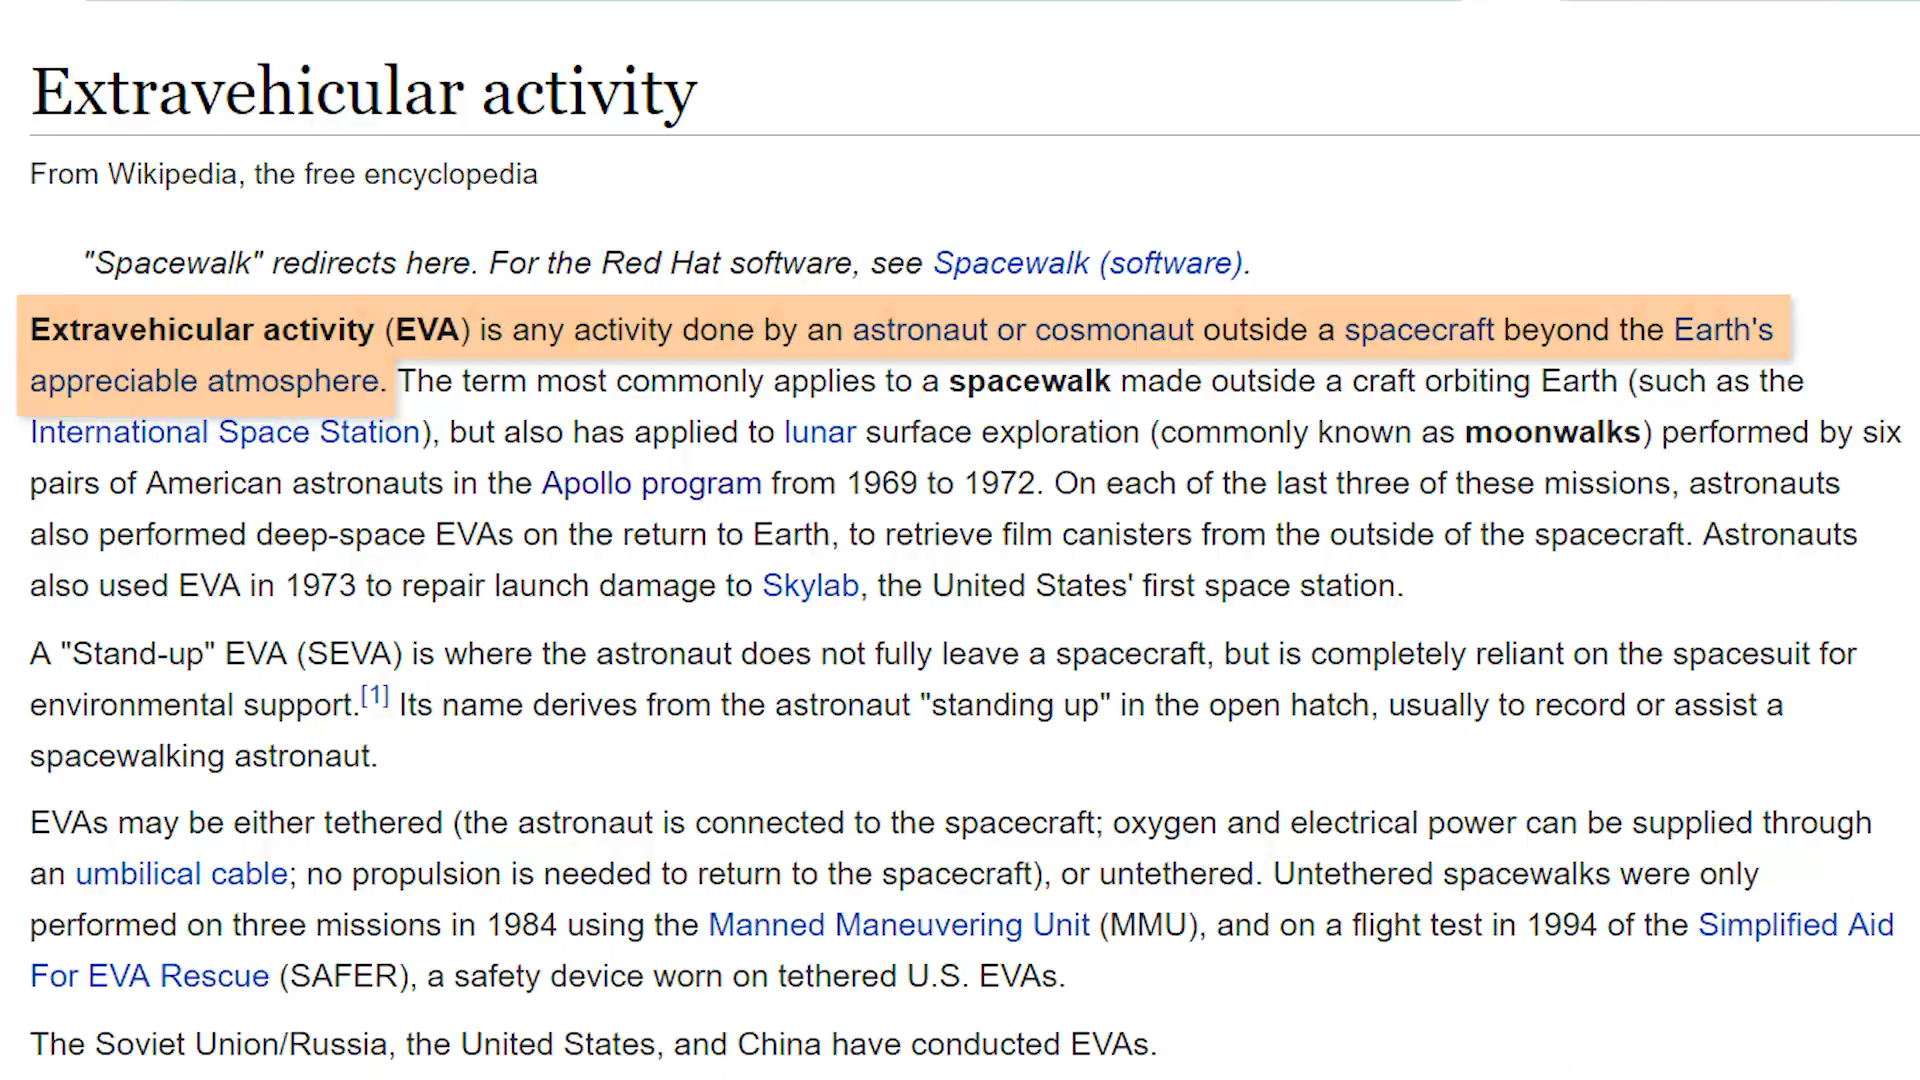 Extravehicular activity
From Wikipedia, the free encyclopedia
"Spacewalk" redirects here. For the Red Hat software, see Spacewalk (software).
Extravehicular activity (EVA) is any activity done by an astronaut or cosmonaut outside a spacecraft beyond the Earth's
appreciable atmosphere. The term most commonly applies to a spacewalk made outside a craft orbiting Earth (such as the
International Space Station), but also has applied to lunar surface exploration (commonly known as moonwalks) performed by six
pairs of American astronauts in the Apollo program from 1969 to 1972. On each of the last three of these missions, astronauts
also performed deep-space EVAs on the return to Earth, to retrieve film canisters from the outside of the spacecraft. Astronauts
also used EVA in 1973 to repair launch damage to Skylab, the United States' first space station.
A "Stand-up" EVA (SEVA) is where the astronaut does not fully leave a spacecraft, but is completely reliant on the spacesuit for
environmental support.[1] Its name derives from the astronaut "standing up" in the open hatch, usually to record or assist a
spacewalking astronaut.
EVAs may be either tethered (the astronaut is connected to the spacecraft; oxygen and electrical power can be supplied through
an umbilical cable; no propulsion is needed to return to the spacecraft), or untethered. Untethered spacewalks were only
performed on three missions in 1984 using the Manned Maneuvering Unit (MMU), and on a flight test in 1994 of the Simplified Aid
For EVA Rescue (SAFER), a safety device worn on tethered U.S. EVAs.
The Soviet Union/Russia, the United States, and China have conducted EVAs.